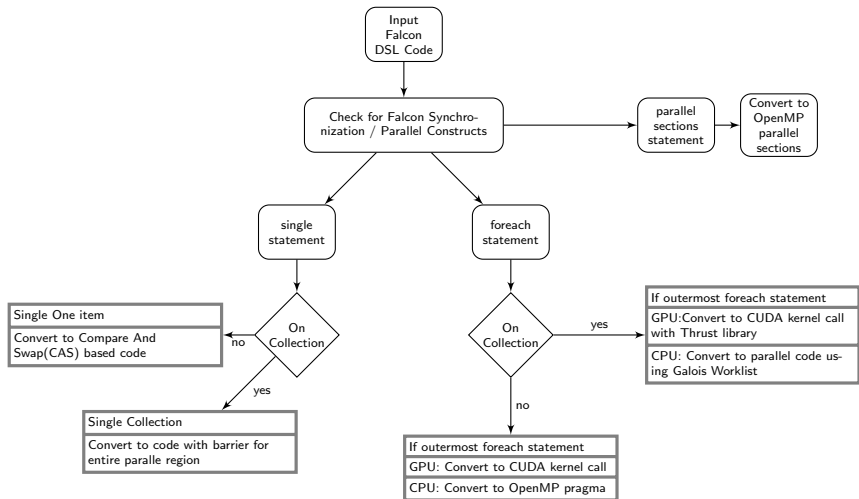 Input
Falcon
DSL Code
Check for Falcon Synchro-
nization / Parallel Constructs
parallel
sections
statement
Convert to
OpenMP
parallel
sections
single
statement
foreach
statement
On
Collection
no
yes
On
Collection
yes
no
Single One item
Convert to Compare And
Swap(CAS) based code
Single Collection
Convert to code with barrier for
entire paralle region
If outermost foreach statement
GPU:Convert to CUDA kernel call
with Thrust library
CPU: Convert to parallel code us-
ing Galois Worklist
If outermost foreach statement
GPU: Convert to CUDA kernel call
CPU: Convert to OpenMP pragma